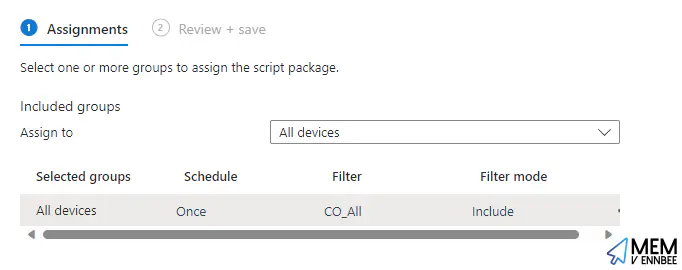 1 Assignments 2 Review + save
Select one or more groups to assign the script package.
Included groups
Assign to All devices
Selected groups Schedule Filter Filter mode
All devices Once CO_All Include
MEM
V ENNBEE